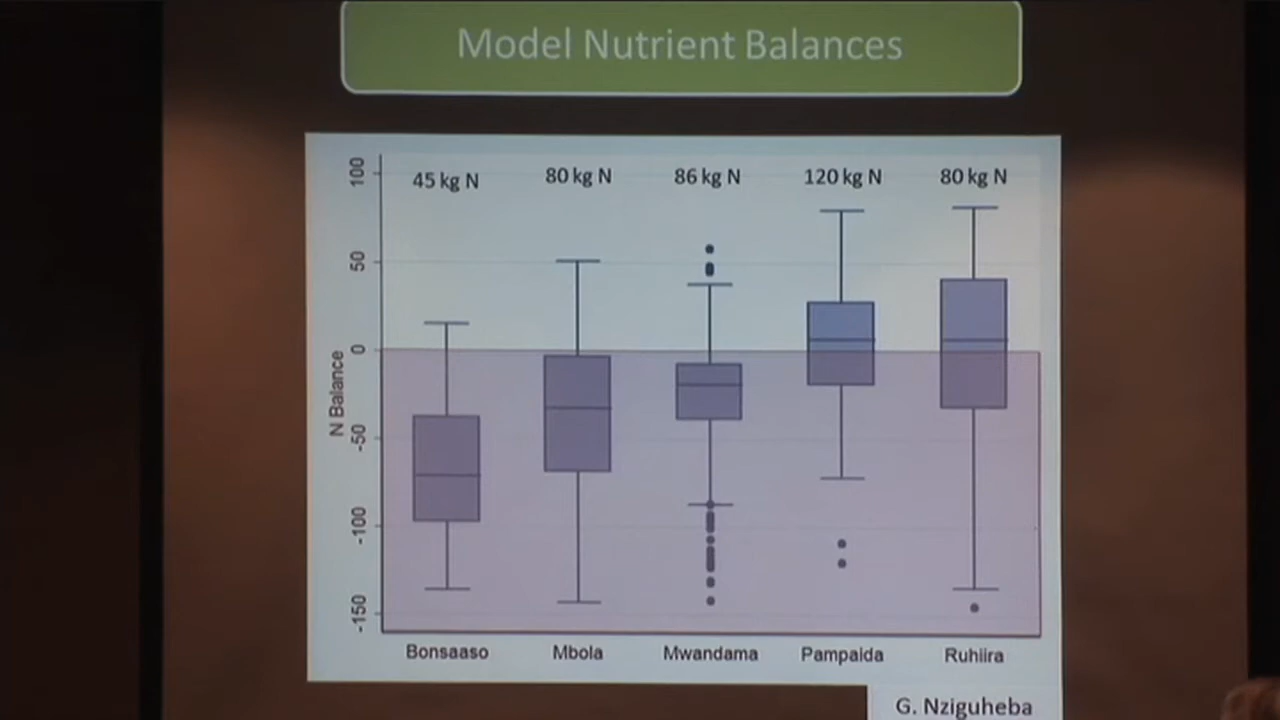 Model Nutrient Balances
45 kg N 80 kg N 86 kg N 120 kg N 80 kg N
100
50
0
-50
-100
-150
N Balance
Bonsaaso Mbola Mwandama Pampaida Ruhiira
G. Nziguheba